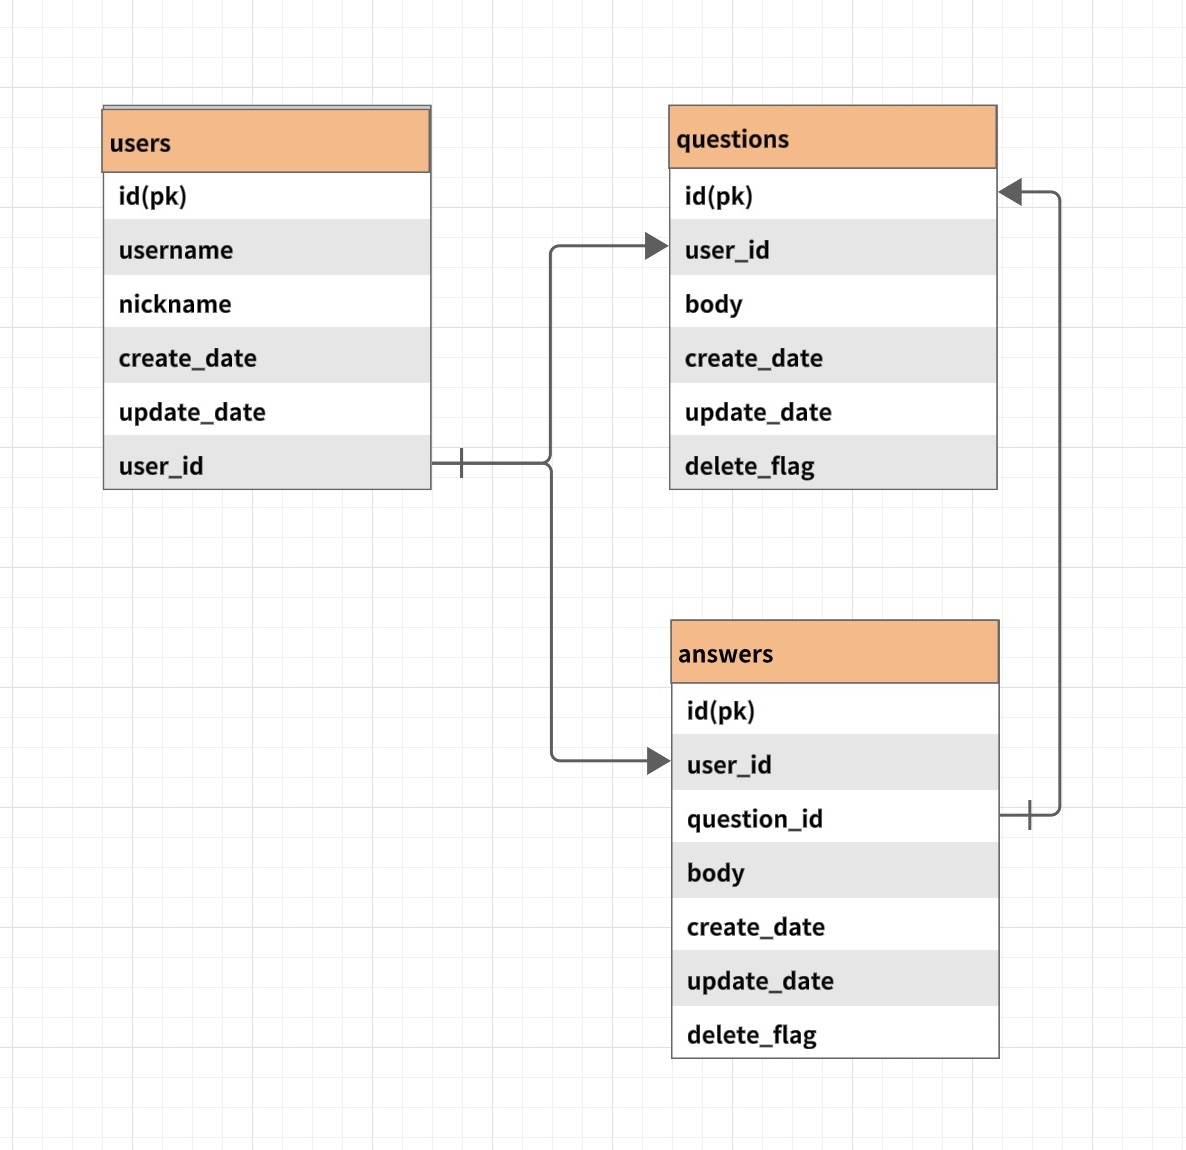 users
id(pk)
username
nickname
create_date
update_date
user_id
questions
id(pk)
user_id
body
create_date
update_date
delete_flag
answers
id(pk)
user_id
question_id
body
create_date
update_date
delete_flag